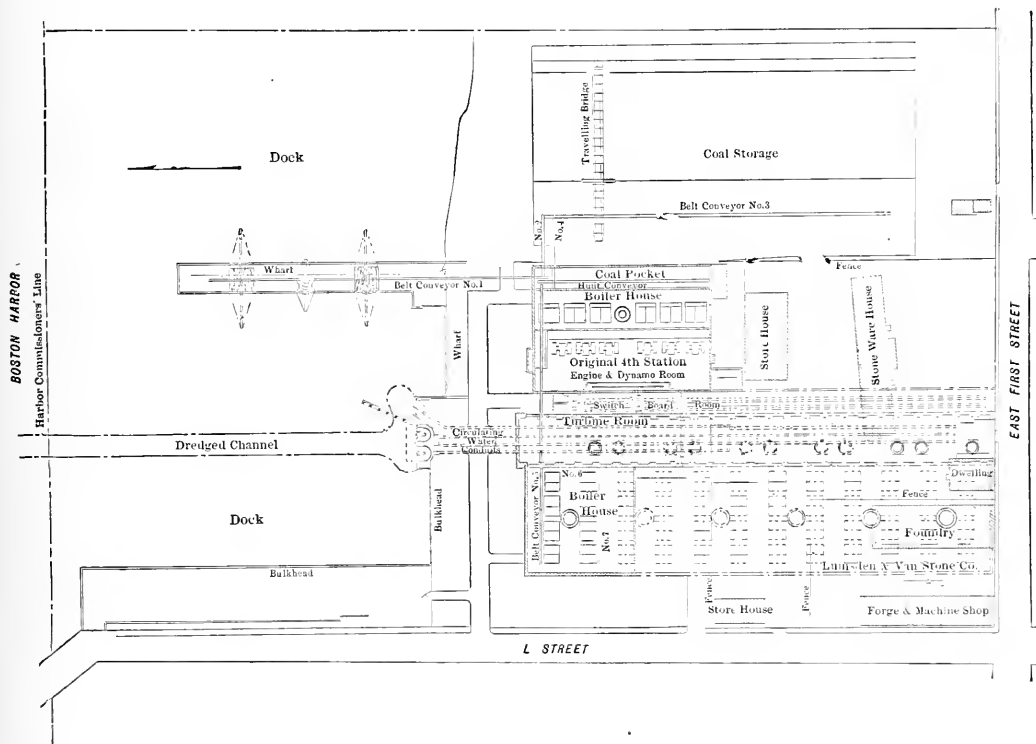 BOSTON HARBOR
Harbor Commissioners' Line
Dock
Travelling Bridge
Coal Storage
Belt Conveyor No.3
No.2
No.4
Wharf
Belt Conveyor No.1
Coal Pocket
Hunt Conveyor
Boiler House
Fence
Store House
Stone Ware House
Wharf
Original 4th Station
Engine & Dynamo Room
Switch Board Room
Turbine Room
EAST FIRST STREET
Dredged Channel
Circulating
Water
Conduits
Dwelling
No.6
Belt Conveyor No.5
Boiler
House
No.7
Fence
Dock
Bulkhead
Foundry
Bulkhead
Lumsden & Van Stone Co.
Fence
Store House
Fence
Forge & Machine Shop
L STREET